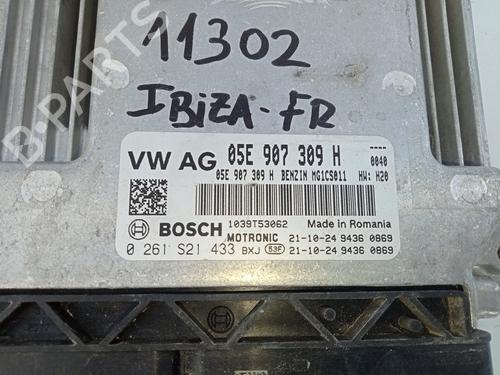 B-PARTS
11302
IBIZA-FR
VW AG 05E 907 309 H ----
05E 907 309 H BENZIN MG1CS011 0040
HW: H20
BOSCH 1039T53062 Made in Romania
MOTRONIC 21-10-24 9436 0869
0 261 S21 433 BXJ 53F 21-10-24 9436 0869